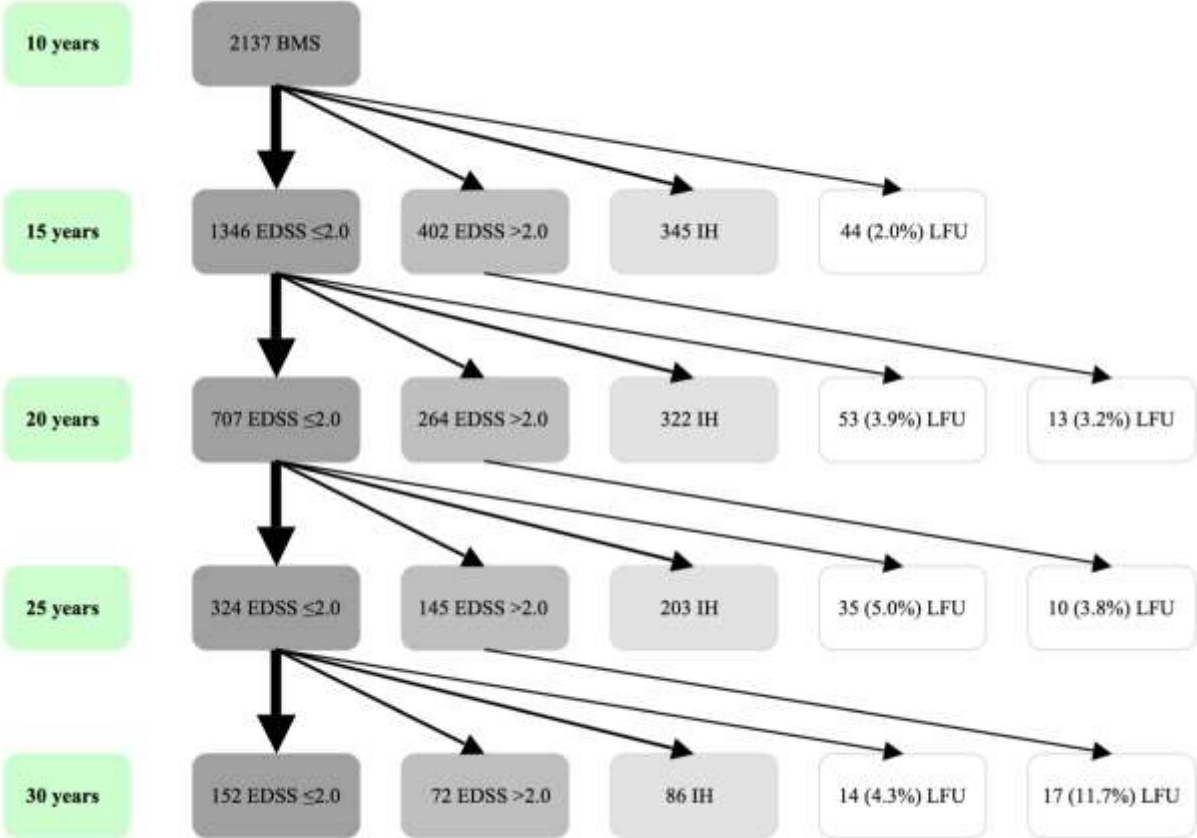 10 years
2137 BMS
15 years
1346 EDSS ≤2.0
402 EDSS >2.0
345 IH
44 (2.0%) LFU
20 years
707 EDSS ≤2.0
264 EDSS >2.0
322 IH
53 (3.9%) LFU
13 (3.2%) LFU
25 years
324 EDSS ≤2.0
145 EDSS >2.0
203 IH
35 (5.0%) LFU
10 (3.8%) LFU
30 years
152 EDSS ≤2.0
72 EDSS >2.0
86 IH
14 (4.3%) LFU
17 (11.7%) LFU